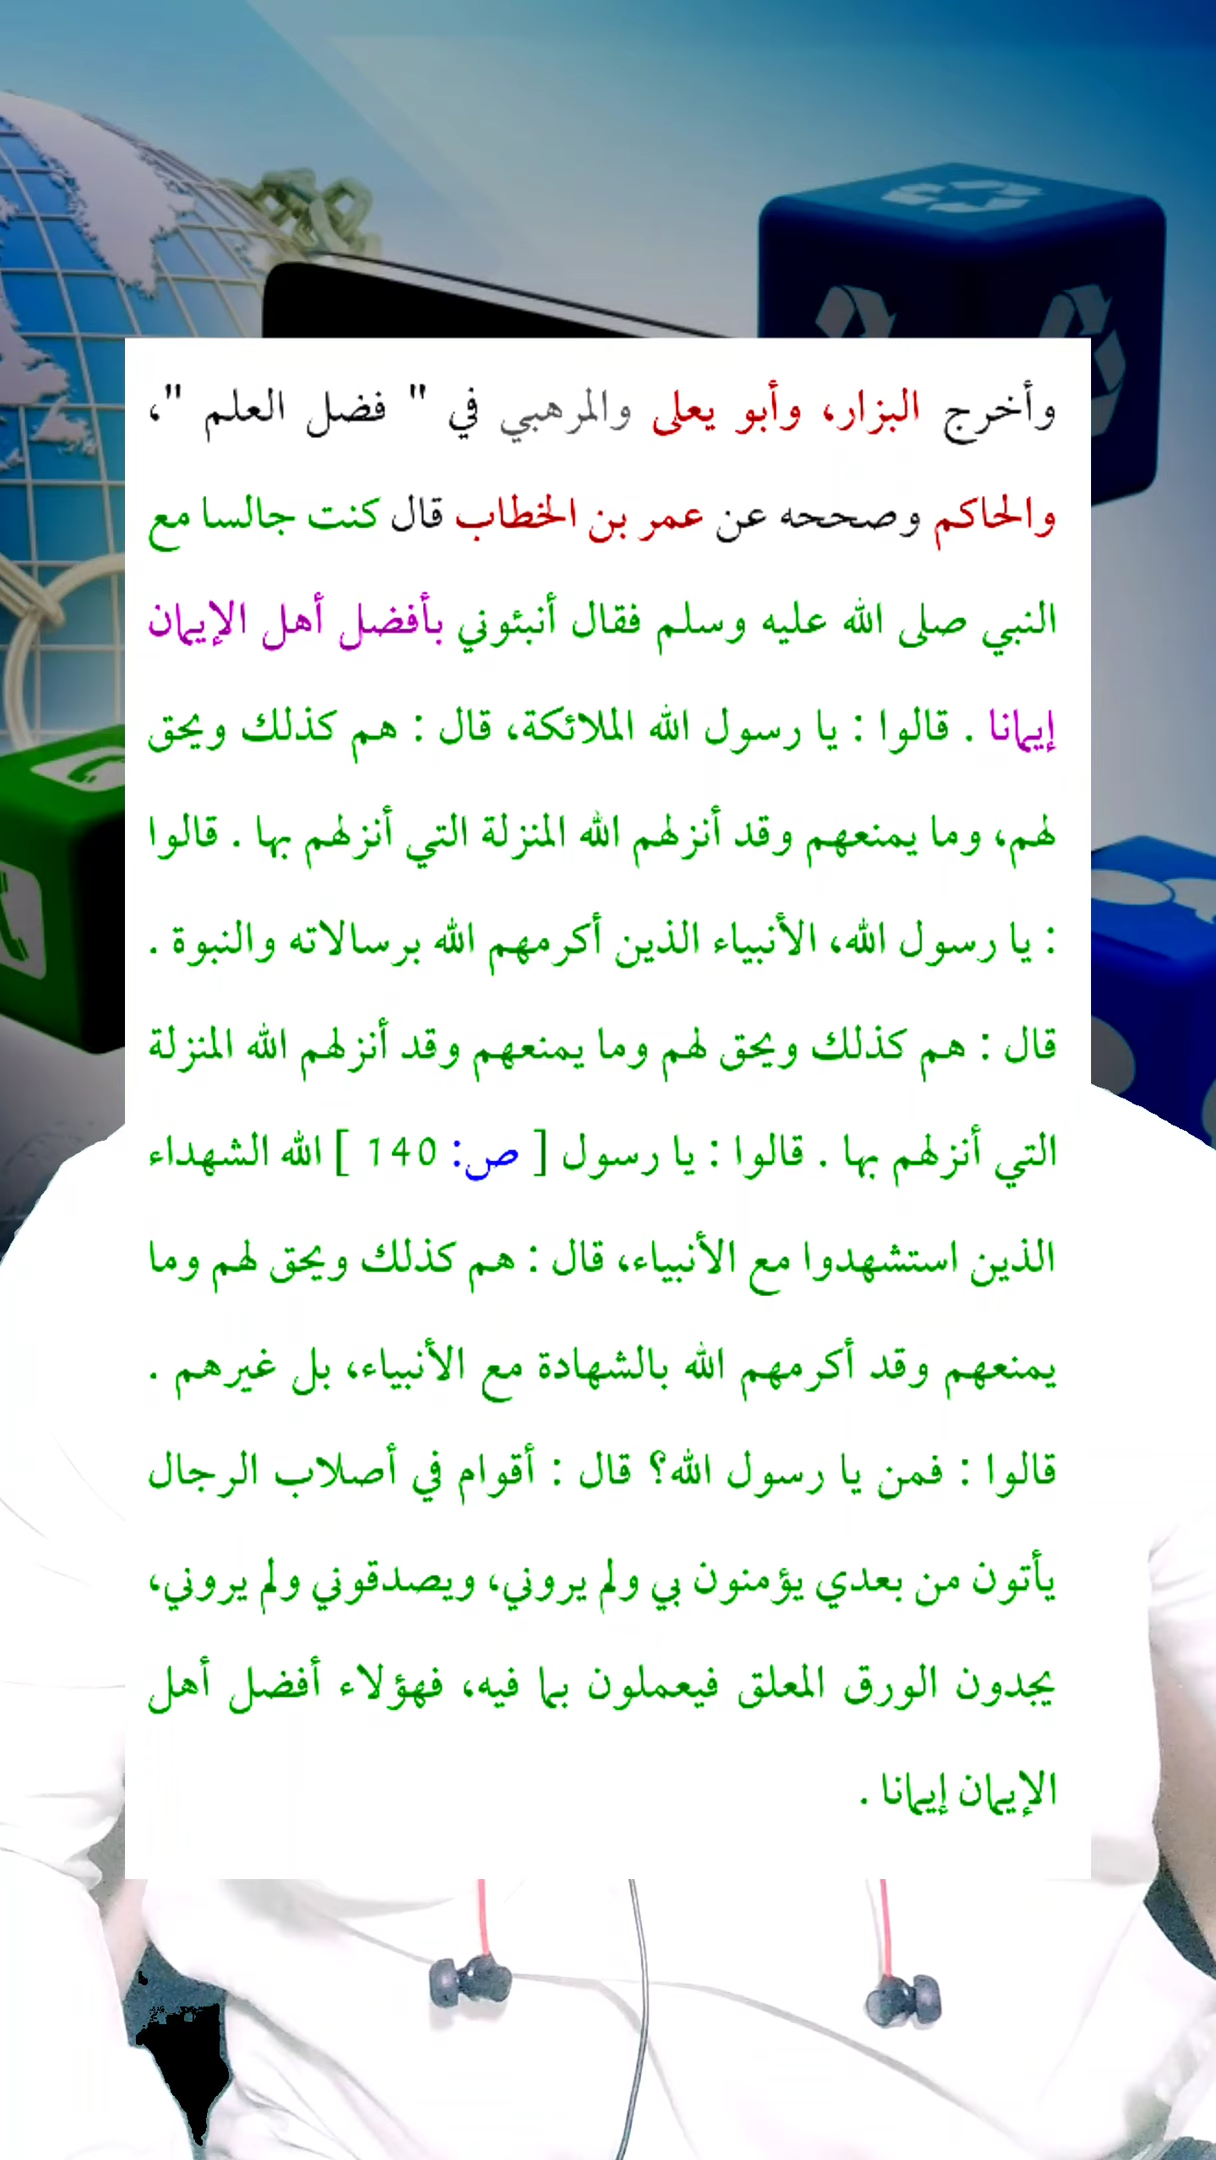 وأخرج البزار، وأبو يعلى والمرهبي في " فضل العلم "،
والحاكم وصححه عن عمر بن الخطاب قال كنت جالسا مع
النبي صلى الله عليه وسلم فقال أنبئوني بأفضل أهل الإيمان
إيمانا . قالوا : يا رسول الله الملائكة، قال : هم كذلك ويحق
لهم، وما يمنعهم وقد أنزلهم الله المنزلة التي أنزلهم بها . قالوا
: يا رسول الله، الأنبياء الذين أكرمهم الله برسالاته والنبوة .
قال : هم كذلك ويحق لهم وما يمنعهم وقد أنزلهم الله المنزلة
التي أنزلهم بها . قالوا : يا رسول [ ص: 140 ] الله الشهداء
الذين استشهدوا مع الأنبياء، قال : هم كذلك ويحق لهم وما
يمنعهم وقد أكرمهم الله بالشهادة مع الأنبياء، بل غيرهم .
قالوا : فمن يا رسول الله؟ قال : أقوام في أصلاب الرجال
يأتون من بعدي يؤمنون بي ولم يروني، ويصدقوني ولم يروني،
يجدون الورق المعلق فيعملون بما فيه، فهؤلاء أفضل أهل
الإيمان إيمانا .